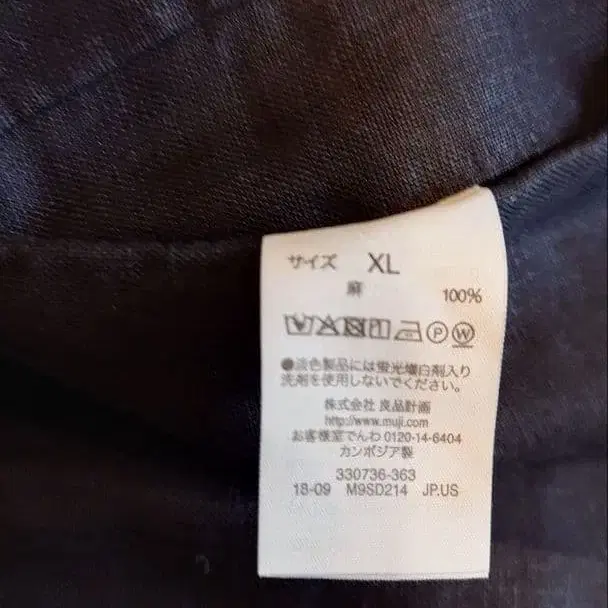 サイズ XL
麻 100%
P W
●淡色製品には蛍光増白剤入り
洗剤を使用しないでください。
株式会社 良品計画
http://www.muji.com
お客様室でんわ 0120-14-6404
カンボジア製
330736-363
18-09 M9SD214 JP.US